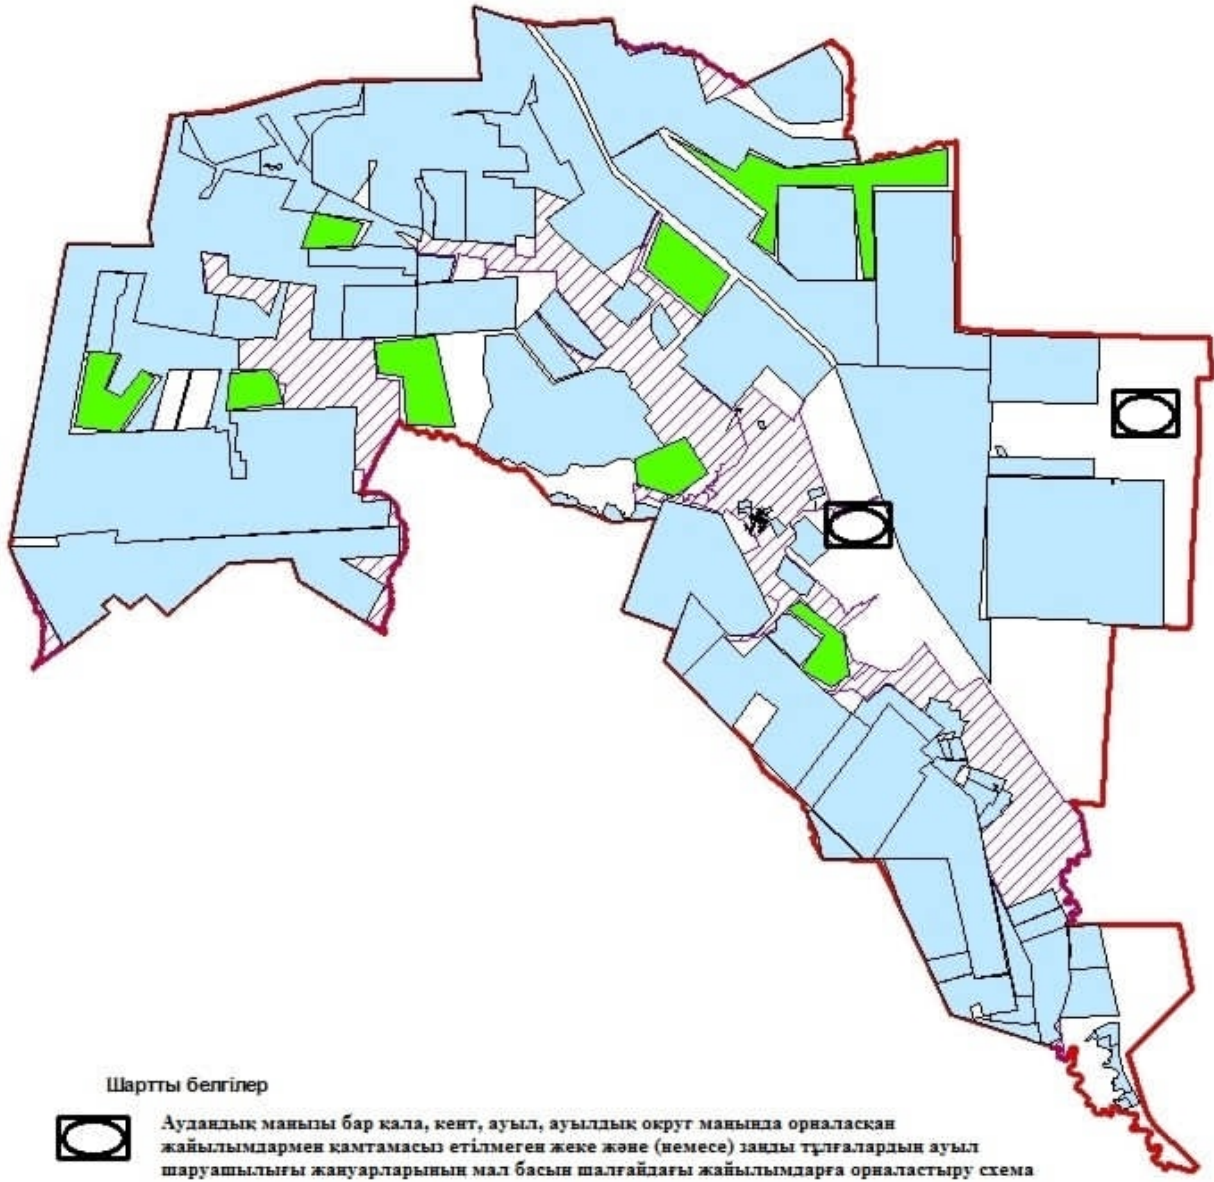 Шартты белгілер
Аудандық маңызы бар қала, кент, ауыл, ауылдық округ маңында орналасқан
жайылымдармен қамтамасыз етілмеген жеке және (немесе) заңды тұлғалардың ауыл
шаруашылығы жануарларының мал басын шалғайдағы жайылымдарға орналастыру схема